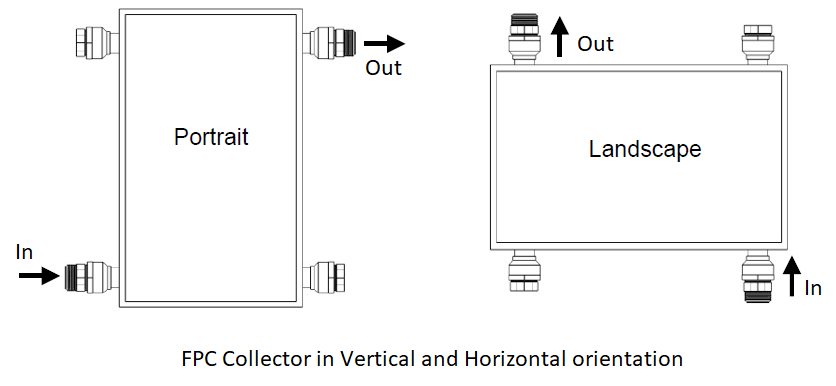 Out
Portrait
In
Out
Landscape
In
FPC Collector in Vertical and Horizontal orientation